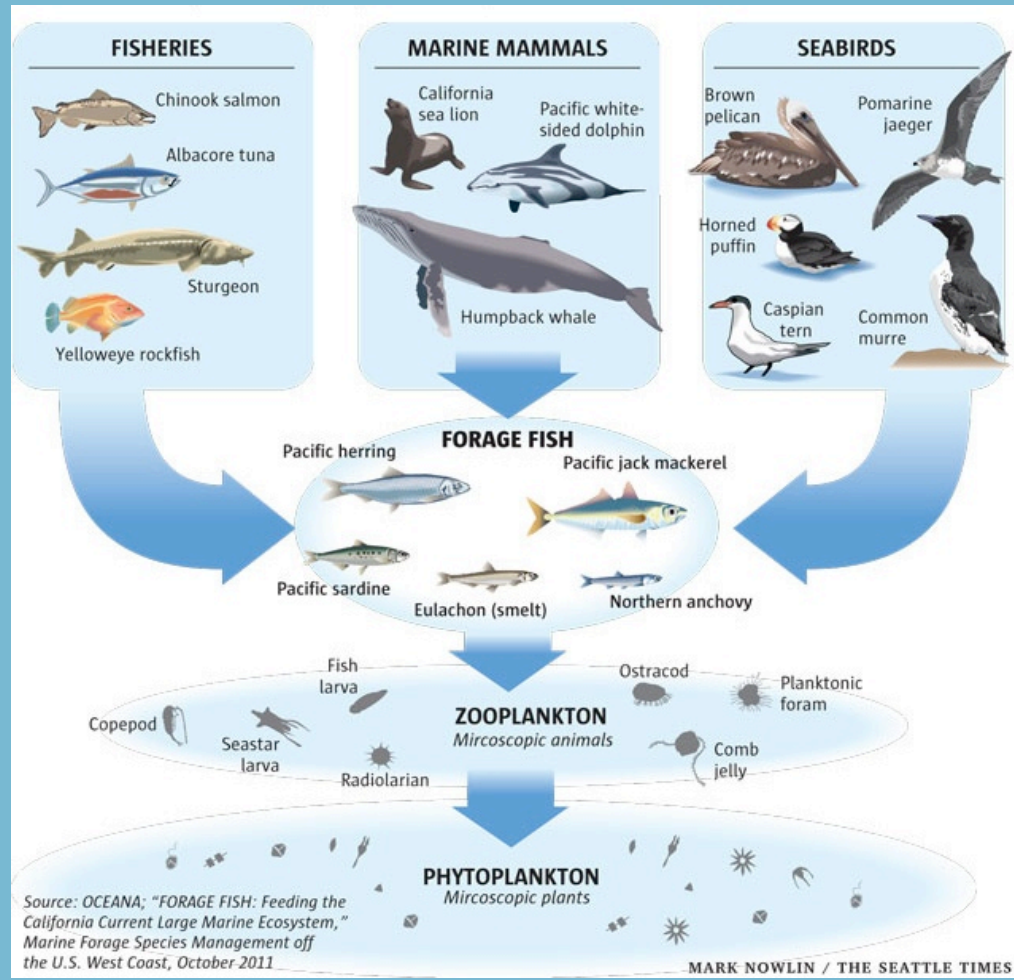 FISHERIES
Chinook salmon
Albacore tuna
Sturgeon
Yelloweye rockfish
MARINE MAMMALS
California
sea lion
Pacific white-
sided dolphin
Humpback whale
SEABIRDS
Brown
pelican
Pomarine
jaeger
Horned
puffin
Caspian
tern
Common
murre
FORAGE FISH
Pacific herring
Pacific jack mackerel
Pacific sardine
Eulachon (smelt)
Northern anchovy
Fish
larva
Ostracod
Planktonic
foram
Copepod
Seastar
larva
Radiolarian
ZOOPLANKTON
Mircoscopic animals
Comb
jelly
PHYTOPLANKTON
Mircoscopic plants
Source: OCEANA; “FORAGE FISH: Feeding the
California Current Large Marine Ecosystem,”
Marine Forage Species Management off
the U.S. West Coast, October 2011
MARK NOWLIN / THE SEATTLE TIMES